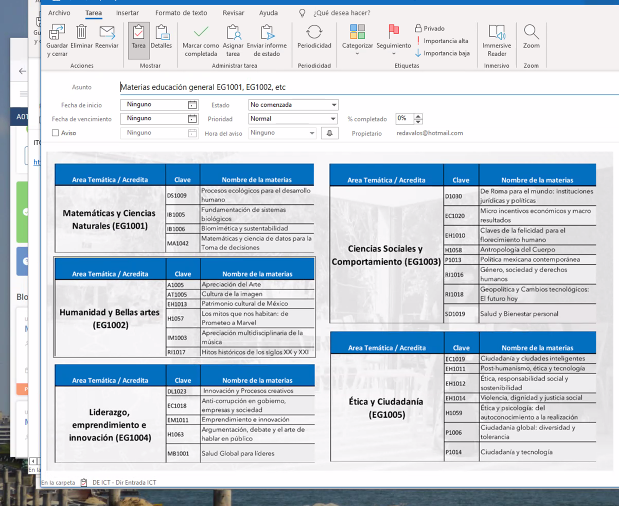 Archivo Tarea Insertar Formato de texto Revisar Ayuda ¿Qué desea hacer?
Guardar y cerrar
Eliminar
Reenviar
Acciones
Tarea
Detalles
Mostrar
Marcar como completada
Asignar tarea
Enviar informe de estado
Administrar tarea
Periodicidad
Periodicidad
Categorizar
Seguimiento
Privado
Importancia alta
Importancia baja
Etiquetas
Immersive Reader
Inmersivo
Zoom
Zoom
Asunto Materias educación general EG1001, EG1002, etc
Fecha de inicio Ninguno Estado No comenzada
Fecha de vencimiento Ninguno Prioridad Normal % completado 0%
Aviso Ninguno Hora del aviso Ninguno Propietario redavalos@hotmail.com
Area Temática / Acredita Clave Nombre de la materias
Matemáticas y Ciencias
Naturales (EG1001)
DS1009 Procesos ecológicos para el desarrollo
humano
IB1005 Fundamentación de sistemas
biológicos
IB1006 Biomimética y sustentabilidad
MA1042 Matemáticas y ciencia de datos para la
Toma de decisiones
Area Temática / Acredita Clave Nombre de la materias
Humanidad y Bellas artes
(EG1002)
A1005 Apreciación del Arte
AT1005 Cultura de la imagen
EH1013 Patrimonio cultural de México
H1057 Los mitos que nos habitan: de
Prometeo a Marvel
IM1003 Apreciación multidisciplinaria de la
música
RI1017 Hitos históricos de los siglos XX y XXI
Area Temática / Acredita Clave Nombre de la materias
Liderazgo,
emprendimiento e
innovación (EG1004)
DL1023 Innovación y Procesos creativos
EC1018 Anti-corrupción en gobierno,
empresas y sociedad
EM1011 Emprendimiento e innovación
H1063 Argumentación, debate y el arte de
hablar en público
MB1001 Salud Global para líderes
Area Temática / Acredita Clave Nombre de la materias
Ciencias Sociales y
Comportamiento (EG1003)
D1030 De Roma para el mundo: instituciones
jurídicas y políticas
EC1020 Micro incentivos económicos y macro
resultados
EH1010 Claves de la felicidad para el
florecimiento humano
H1058 Antropología del Cuerpo
P1013 Política mexicana contemporánea
RI1016 Género, sociedad y derechos
humanos
RI1018 Geopolítica y Cambios tecnológicos:
El futuro hoy
SD1019 Salud y Bienestar personal
Area Temática / Acredita Clave Nombre de la materias
Ética y Ciudadanía
(EG1005)
EC1019 Ciudadanía y ciudades inteligentes
EH1011 Post-humanismo, ética y tecnología
EH1012 Ética, responsabilidad social y
sostenibilidad
EH1014 Violencia, dignidad y justicia social
H1059 Ética y psicología: del
autoconocimiento a la realización
P1006 Ciudadanía global: diversidad y
tolerancia
P1014 Ciudadanía y tecnología
En la carpeta DE ICT - Dir Entrada ICT